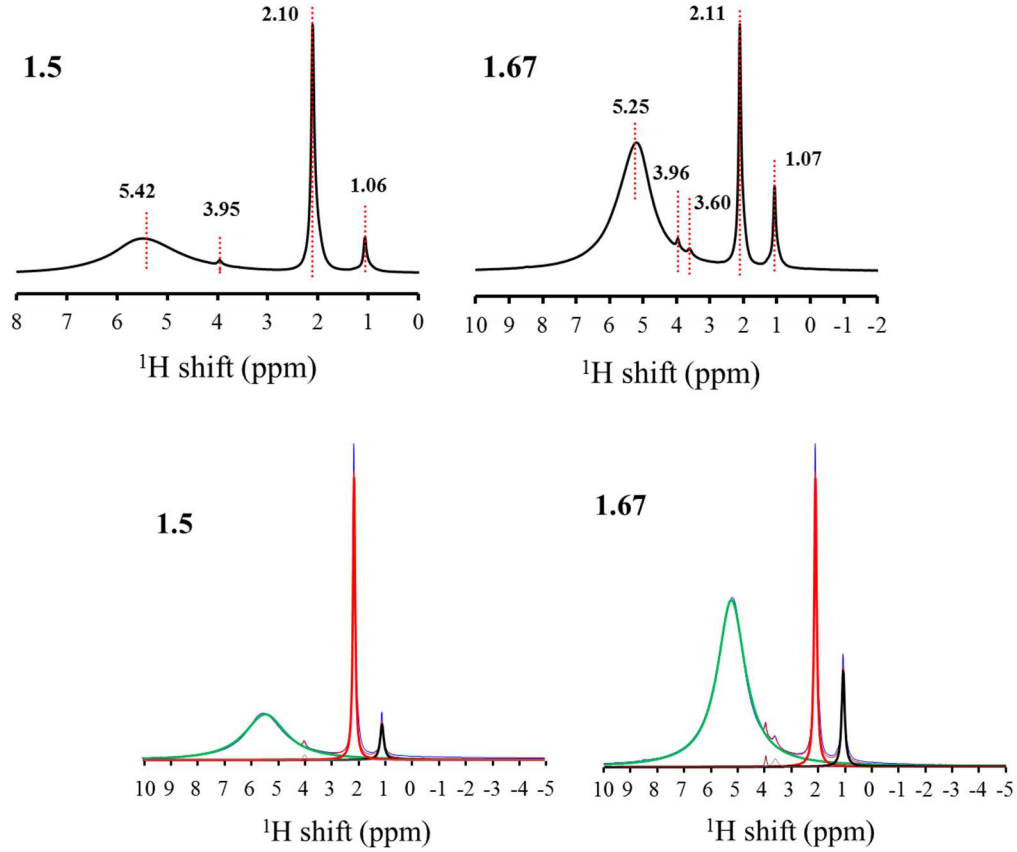 2.10
1.5
5.42
3.95
1.06
8 7 6 5 4 3 2 1 0
¹H shift (ppm)
2.11
1.67
5.25
3.96
3.60
1.07
10 9 8 7 6 5 4 3 2 1 0 -1 -2
¹H shift (ppm)
1.5
10 9 8 7 6 5 4 3 2 1 0 -1 -2 -3 -4 -5
¹H shift (ppm)
1.67
10 9 8 7 6 5 4 3 2 1 0 -1 -2 -3 -4 -5
¹H shift (ppm)